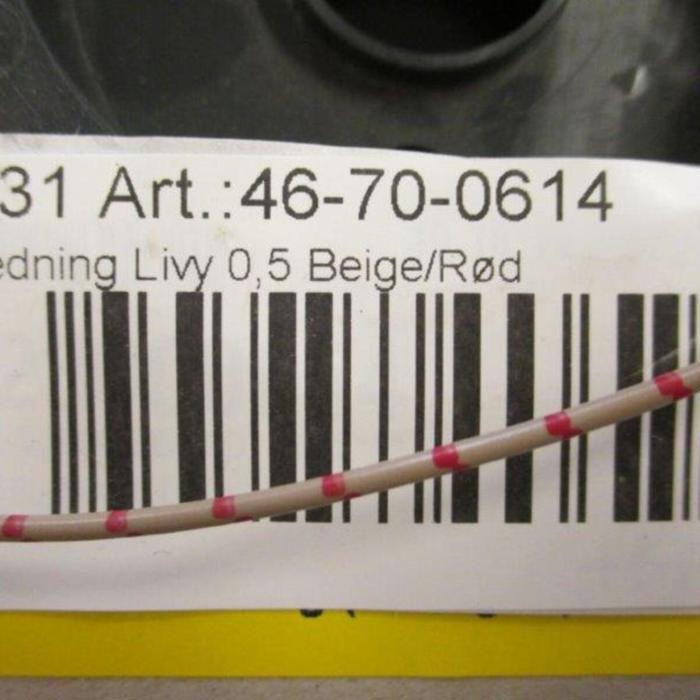 31 Art.:46-70-0614
edning Livy 0,5 Beige/Rød